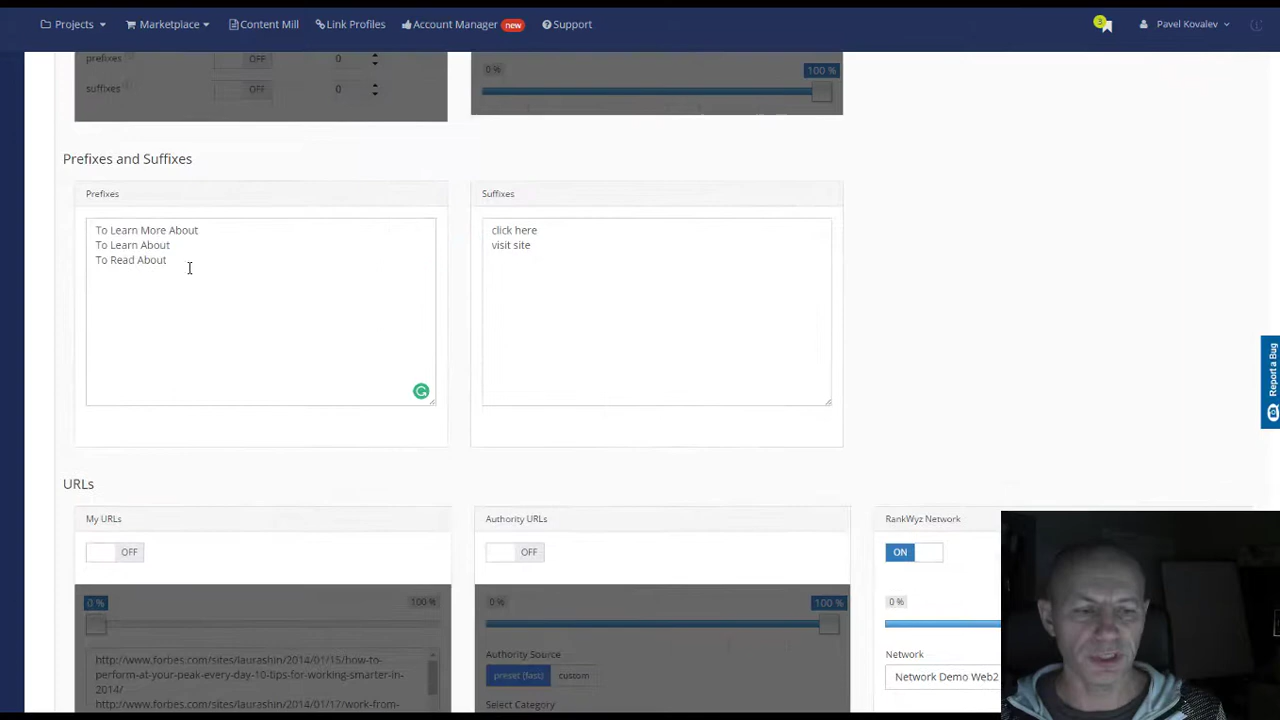 Projects Marketplace Content Mill Link Profiles Account Manager new Support 3 Pavel Kovalev
prefixes OFF 0
suffixes OFF 0
0 % 100 %
Prefixes and Suffixes
Prefixes
Suffixes
To Learn More About
To Learn About
To Read About
click here
visit site
Report a Bug
URLs
My URLs
Authority URLs
RankWyz Network
OFF
OFF
ON
0 % 100 %
0 % 100 %
0 %
http://www.forbes.com/sites/laurashin/2014/01/15/how-to-
perform-at-your-peak-every-day-10-tips-for-working-smarter-in-
2014/
http://www.forbes.com/sites/laurashin/2014/01/17/work-from-
Authority Source
preset (fast) custom
Select Category
Network
Network Demo Web2